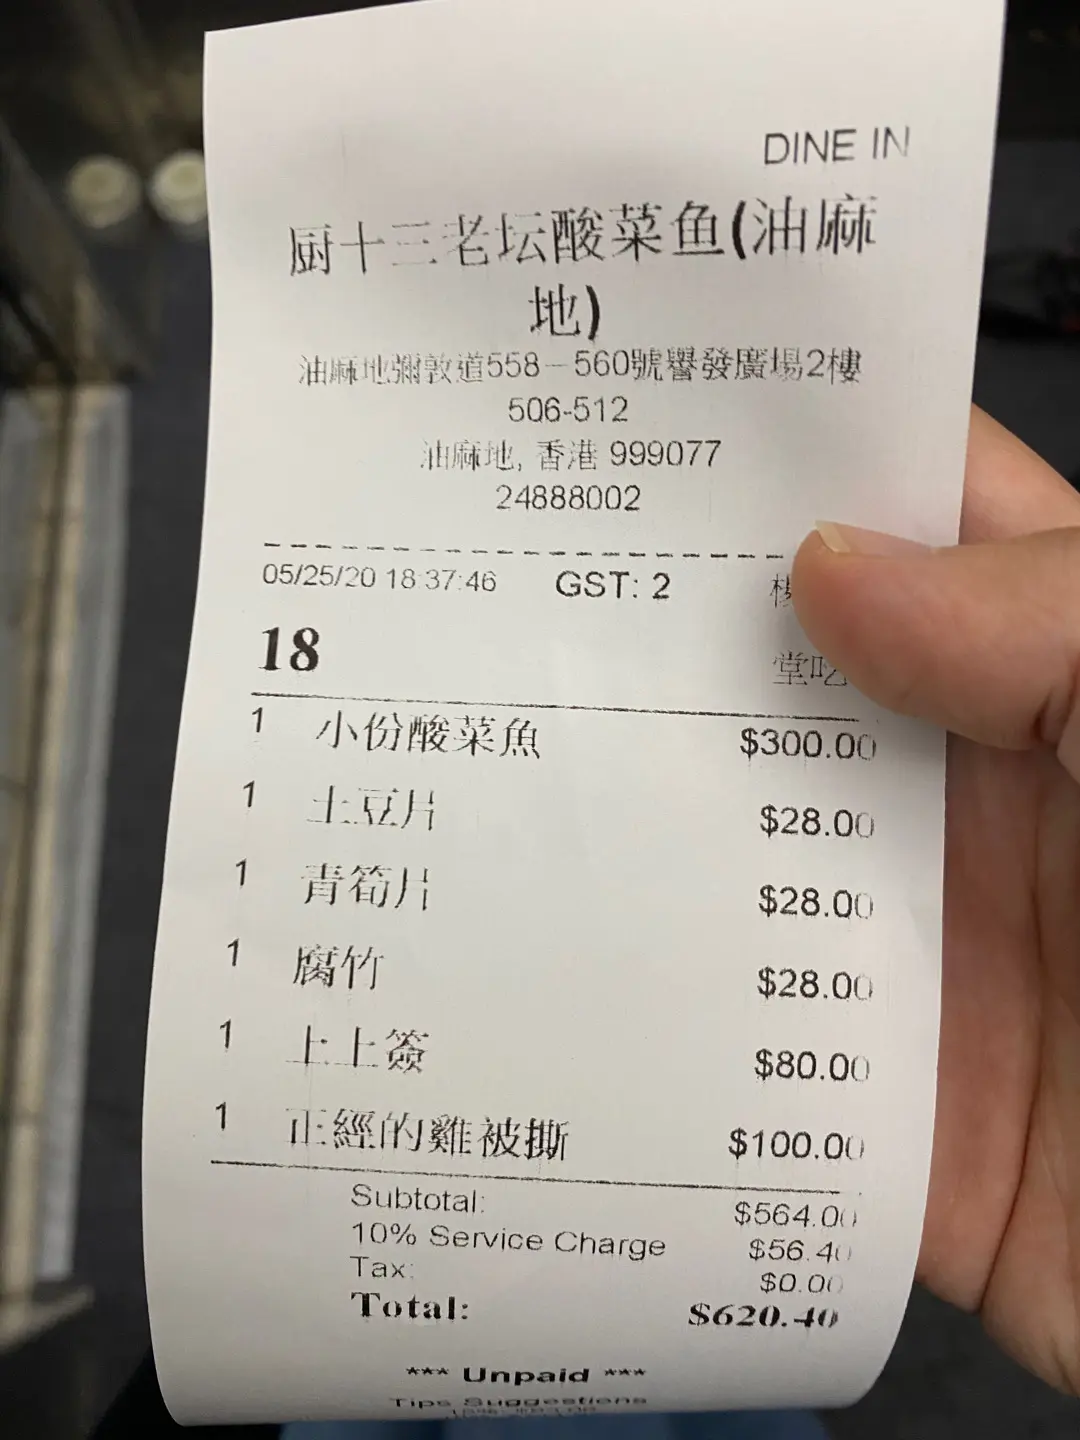 DINE IN
厨十三老坛酸菜鱼(油麻
地)
油麻地彌敦道558－560號譽發廣場2樓
506-512
油麻地, 香港 999077
24888002
05/25/20 18:37:46 GST: 2
18 堂吃
1 小份酸菜魚 $300.00
1 土豆片 $28.00
1 青筍片 $28.00
1 腐竹 $28.00
1 上上簽 $80.00
1 正經的雞被撕 $100.00
Subtotal: $564.00
10% Service Charge $56.40
Tax: $0.00
Total: $620.40
*** Unpaid ***
Tips Suggestions